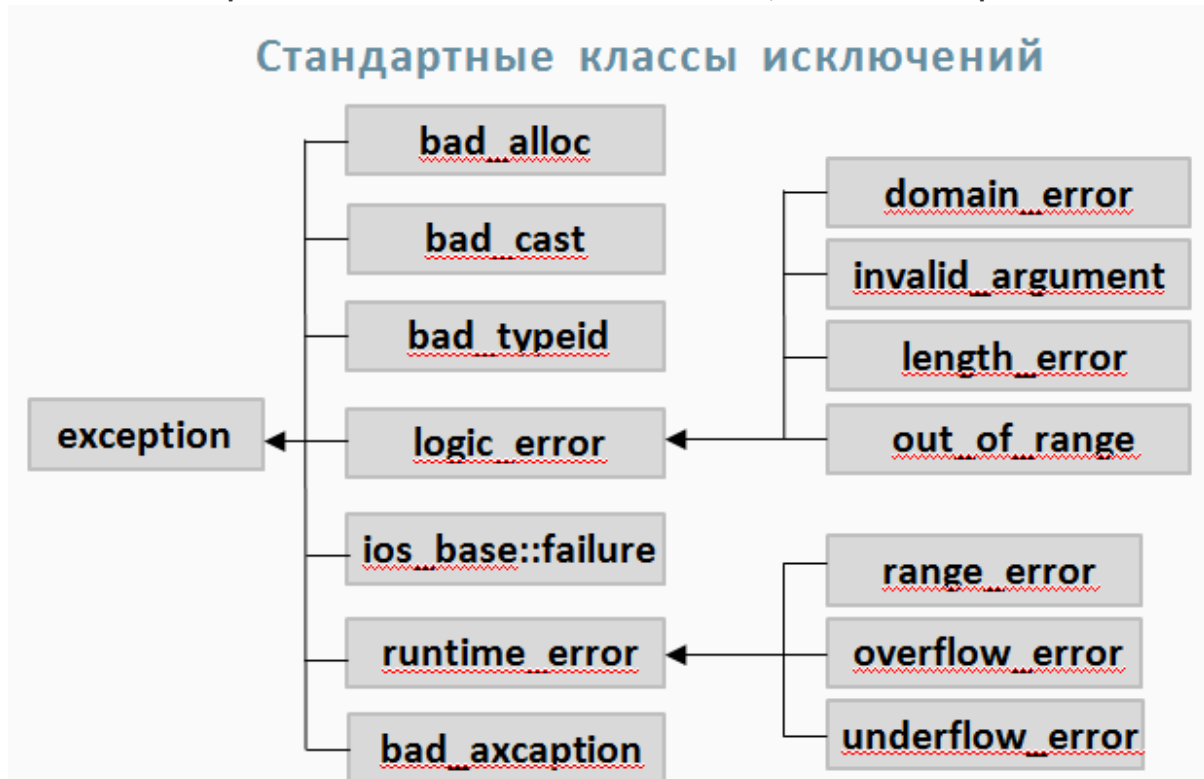 Стандартные классы исключений
bad_alloc
bad_cast
bad_typeid
exception
logic_error
ios_base::failure
runtime_error
bad_axcaption
domain_error
invalid_argument
length_error
out_of_range
range_error
overflow_error
underflow_error